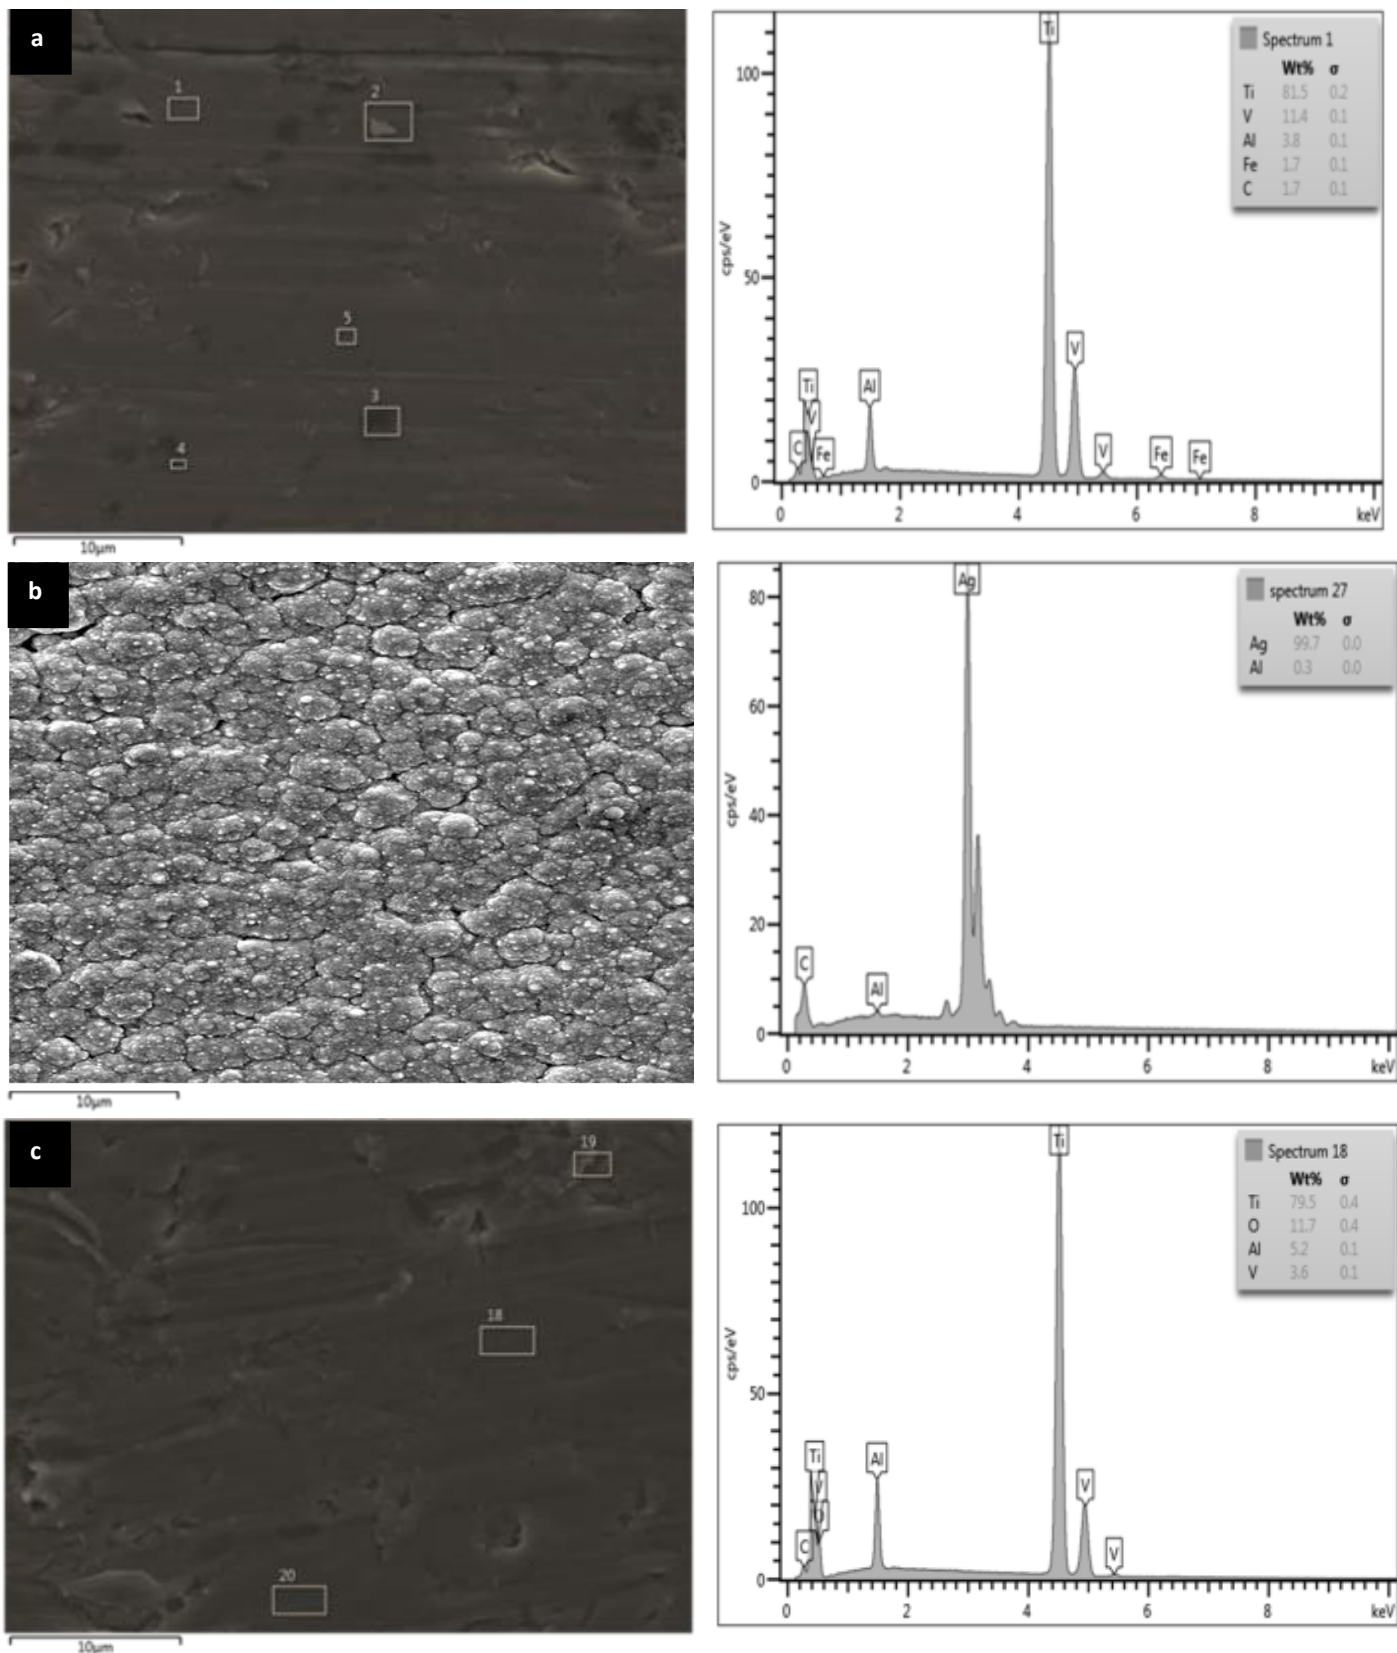 a
1
2
5
3
4
10μm
Ti
V
Al
Ti
V
C
Fe
V
Fe
Fe
100
50
0
cps/eV
0 2 4 6 8 keV
Spectrum 1
Wt% σ
Ti 81.5 0.2
V 11.4 0.1
Al 3.8 0.1
Fe 1.7 0.1
C 1.7 0.1
b
10μm
Ag
C
Al
80
60
40
20
0
cps/eV
0 2 4 6 8 keV
spectrum 27
Wt% σ
Ag 99.7 0.0
Al 0.3 0.0
c
19
18
20
10μm
Ti
Ti
Al
V
V
O
C
V
100
50
0
cps/eV
0 2 4 6 8 keV
Spectrum 18
Wt% σ
Ti 79.5 0.4
O 11.7 0.4
Al 5.2 0.1
V 3.6 0.1